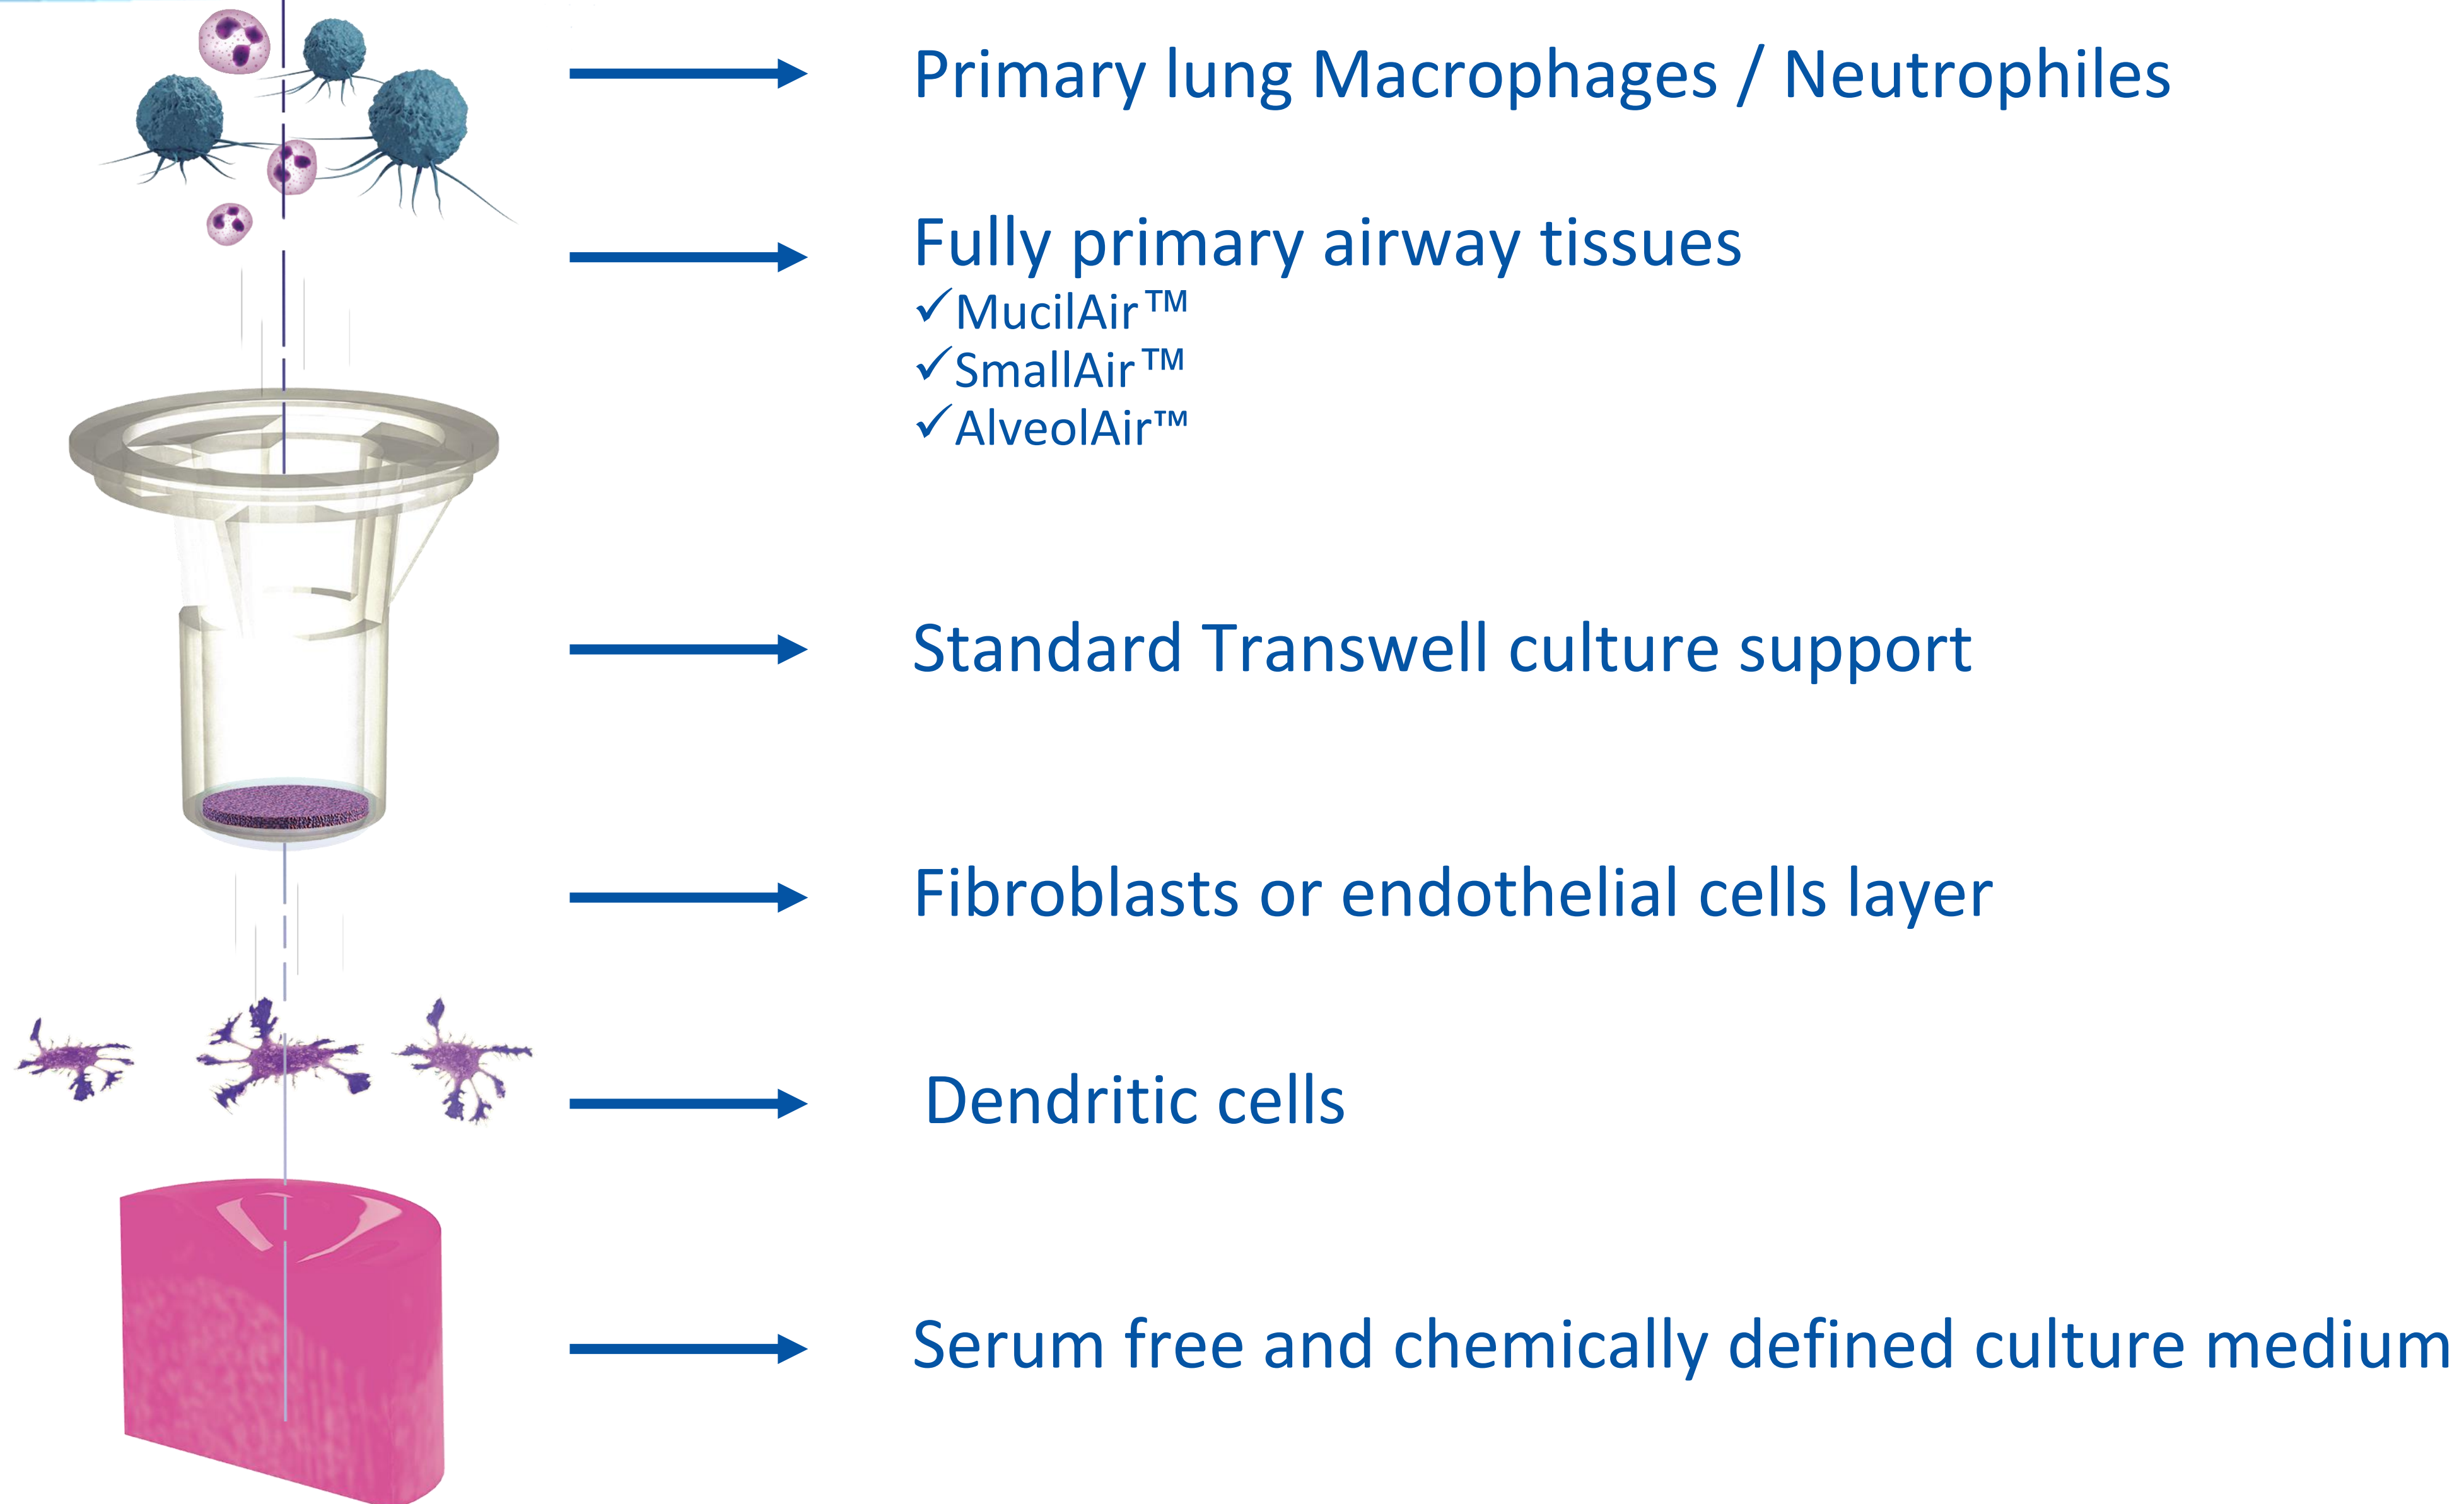 Primary lung Macrophages / Neutrophiles
Fully primary airway tissues
✓MucilAir™
✓SmallAir™
✓AlveolAir™
Standard Transwell culture support
Fibroblasts or endothelial cells layer
Dendritic cells
Serum free and chemically defined culture medium